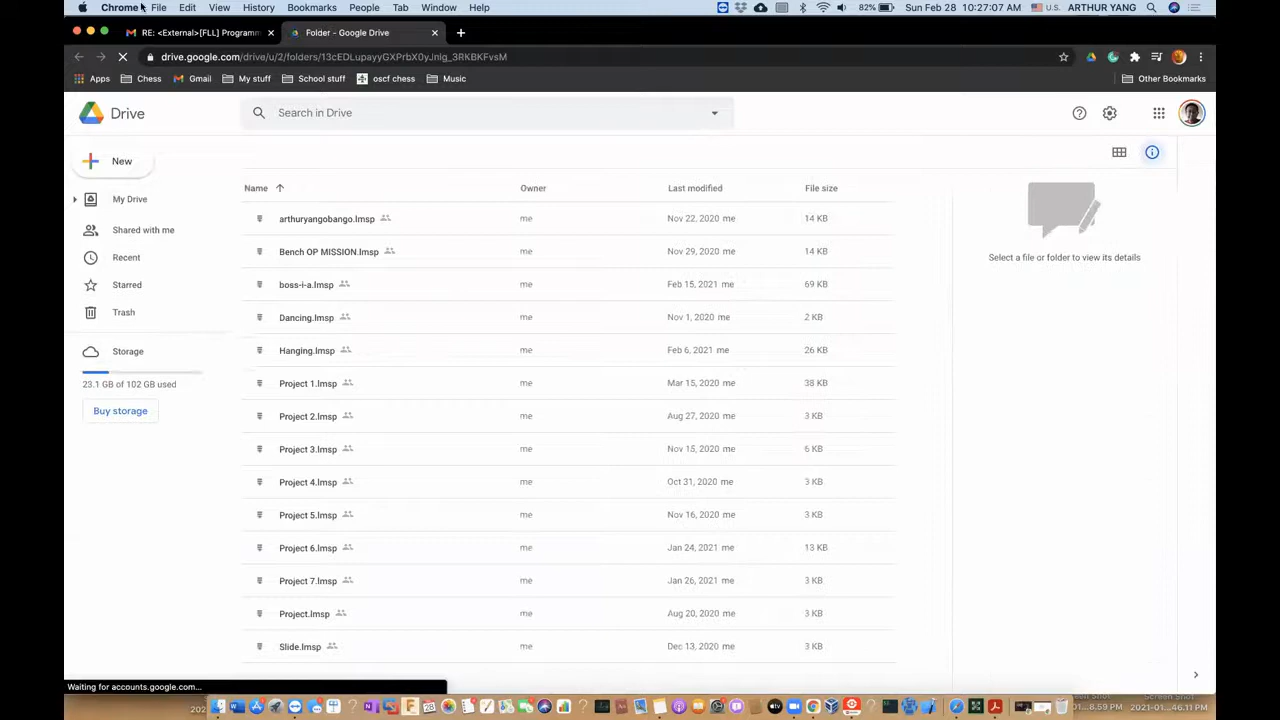 Chrome File Edit View History Bookmarks People Tab Window Help 82% Sun Feb 28 10:27:07 AM U.S. ARTHUR YANG
RE: <External>[FLL] Programm Folder - Google Drive
drive.google.com/drive/u/2/folders/13cEDLupayyGXPrbX0yJnIg_3RKBKFvsM
Apps Chess Gmail My stuff School stuff oscf chess Music Other Bookmarks
Drive Search in Drive
New
Name Owner Last modified File size
My Drive
Shared with me
Recent
Starred
Trash
Storage
23.1 GB of 102 GB used
Buy storage
arthuryangobango.lmsp me Nov 22, 2020 me 14 KB
Bench OP MISSION.lmsp me Nov 29, 2020 me 14 KB
boss-i-a.lmsp me Feb 15, 2021 me 69 KB
Dancing.lmsp me Nov 1, 2020 me 2 KB
Hanging.lmsp me Feb 6, 2021 me 26 KB
Project 1.lmsp me Mar 15, 2020 me 38 KB
Project 2.lmsp me Aug 27, 2020 me 3 KB
Project 3.lmsp me Nov 15, 2020 me 6 KB
Project 4.lmsp me Oct 31, 2020 me 3 KB
Project 5.lmsp me Nov 16, 2020 me 3 KB
Project 6.lmsp me Jan 24, 2021 me 13 KB
Project 7.lmsp me Jan 26, 2021 me 3 KB
Project.lmsp me Aug 20, 2020 me 3 KB
Slide.lmsp me Dec 13, 2020 me 3 KB
Select a file or folder to view its details
Waiting for accounts.google.com...
202
...8.59 PM
2021-01...46.11 PM